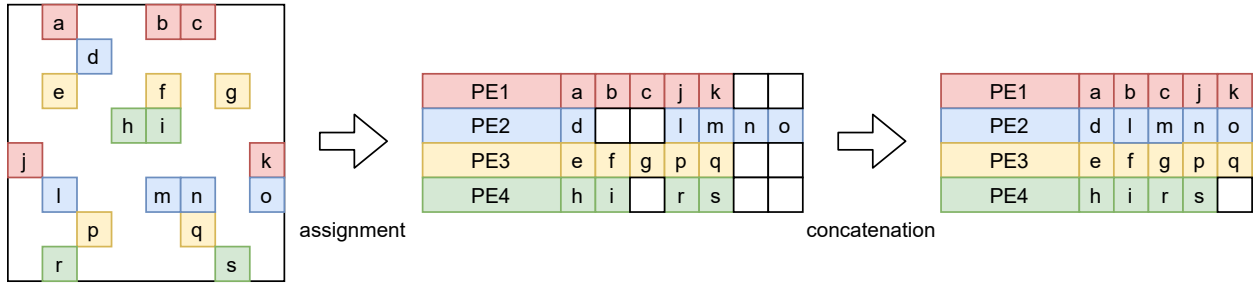 a b c
d
e f g
h i
j k
l m n o
p q
r s
assignment
PE1 a b c j k
PE2 d l m n o
PE3 e f g p q
PE4 h i r s
concatenation
PE1 a b c j k
PE2 d l m n o
PE3 e f g p q
PE4 h i r s